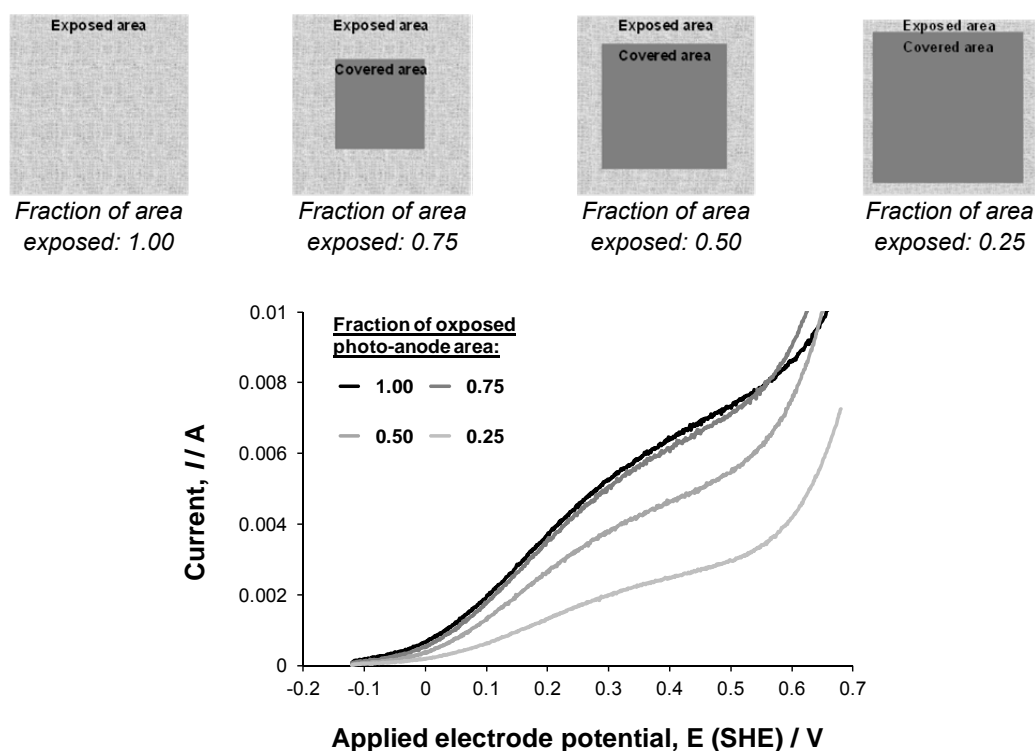 Exposed area
Fraction of area
exposed: 1.00
Exposed area
Covered area
Fraction of area
exposed: 0.75
Exposed area
Covered area
Fraction of area
exposed: 0.50
Exposed area
Covered area
Fraction of area
exposed: 0.25
Current, I / A
0.01
0.008
0.006
0.004
0.002
0
Fraction of oxposed
photo-anode area:
1.00 0.75
0.50 0.25
-0.2 -0.1 0 0.1 0.2 0.3 0.4 0.5 0.6 0.7
Applied electrode potential, E (SHE) / V